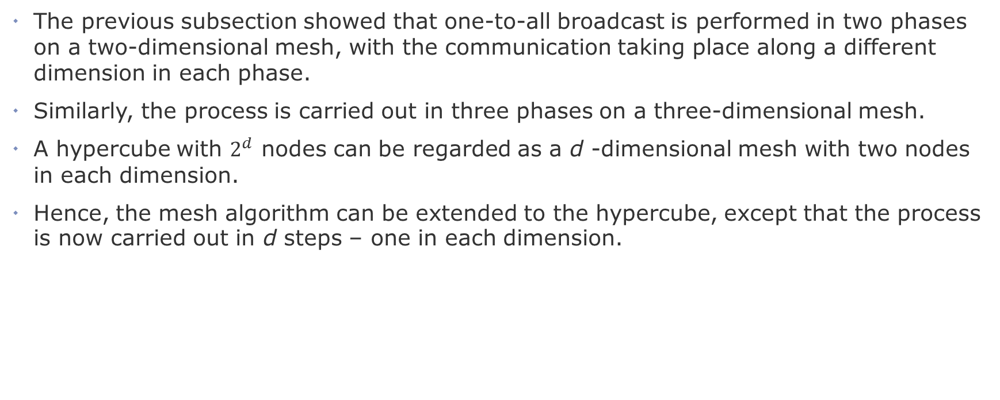 The previous subsection showed that one-to-all broadcast is performed in two phases
on a two-dimensional mesh, with the communication taking place along a different
dimension in each phase.
Similarly, the process is carried out in three phases on a three-dimensional mesh.
A hypercube with 2^d nodes can be regarded as a d -dimensional mesh with two nodes
in each dimension.
Hence, the mesh algorithm can be extended to the hypercube, except that the process
is now carried out in d steps – one in each dimension.